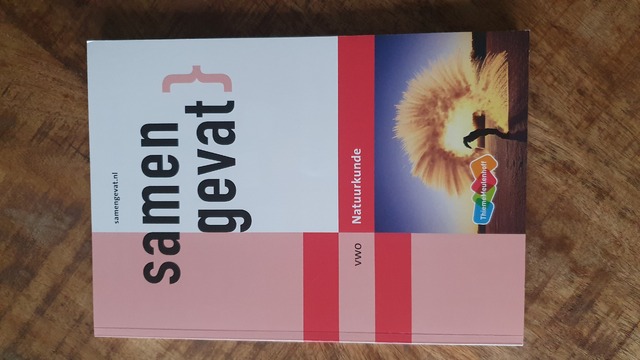 samengevat.nl
samen
gevat}
vwo Natuurkunde
ThiemeMeulenhoff